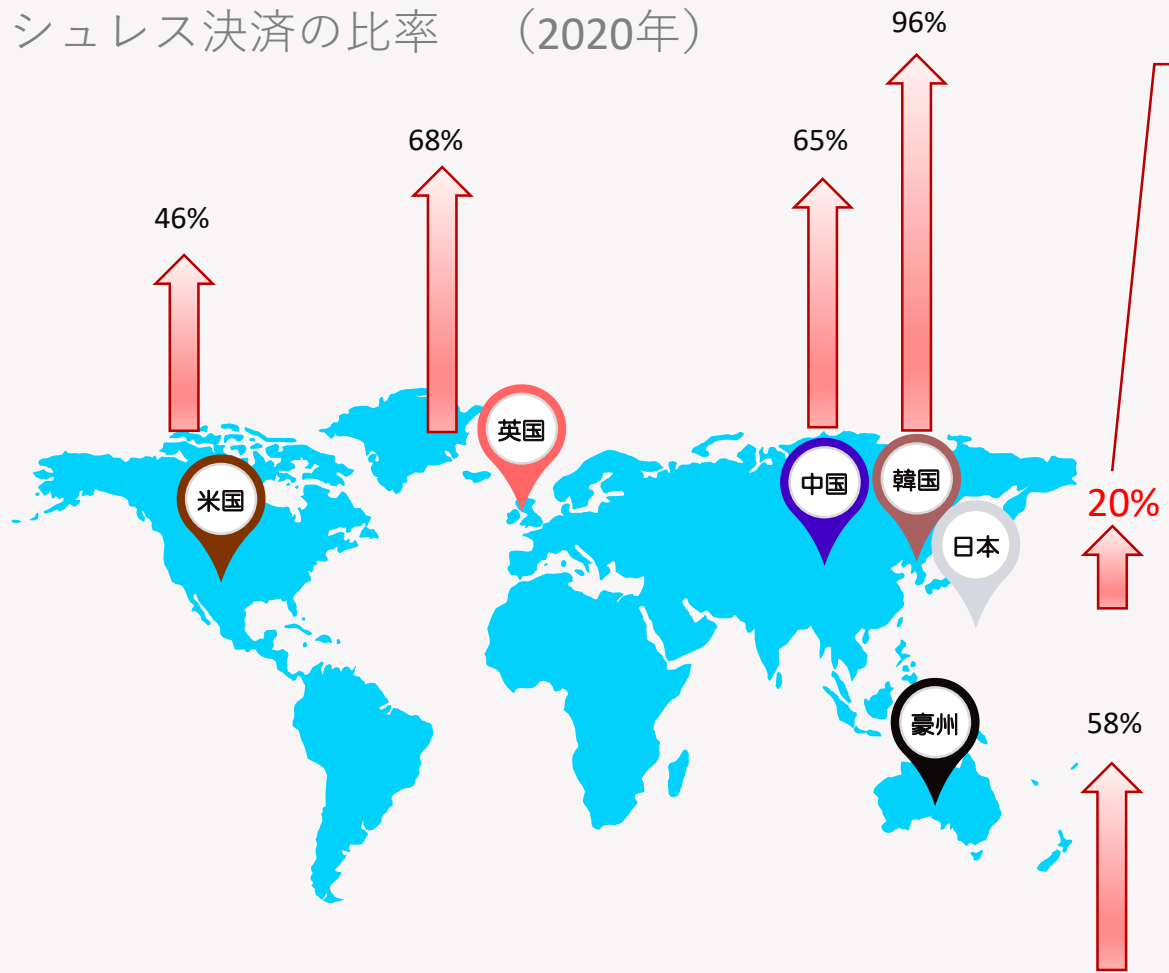 シュレス決済の比率 （2020年）
96%
68%
65%
46%
英国
米国
中国
韓国
20%
日本
豪州
58%